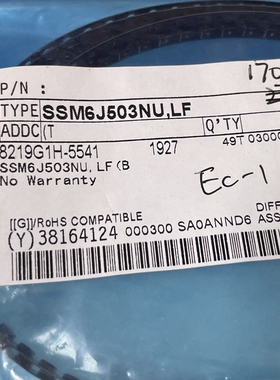 P/N :
170
TYPE SSM6J503NU,LF
ADDC(T Q'TY
8219G1H-5541 1927 49T 03000
SSM6J503NU, LF (B
No Warranty
Ec-1
[[G]]/RoHS COMPATIBLE
DIFF
(Y)38164124 000300 SA0ANND6 ASS